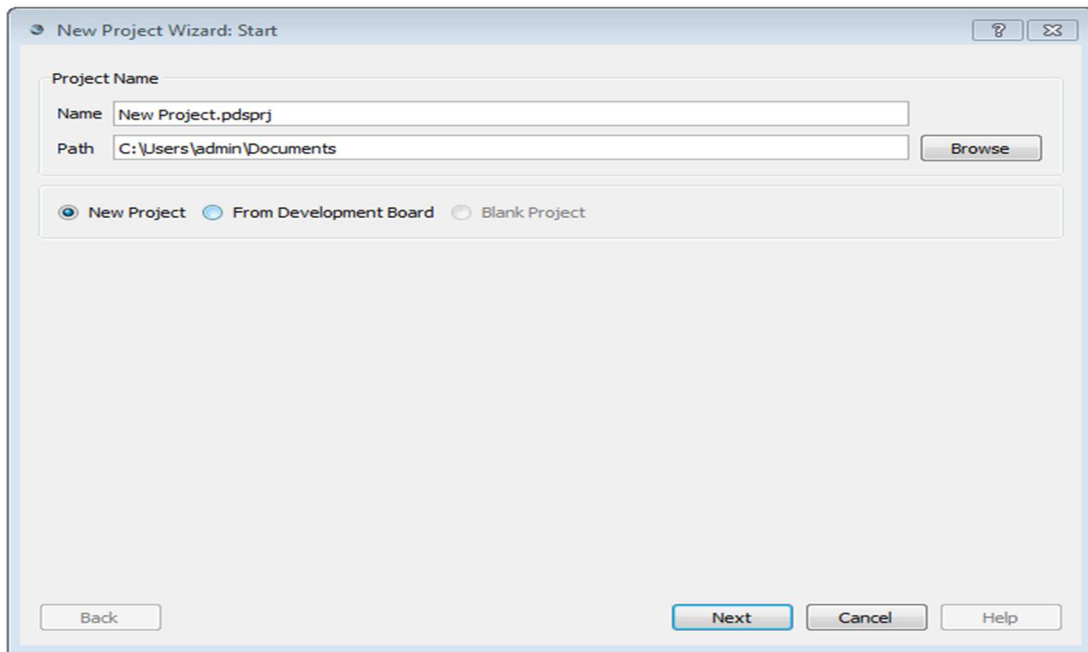 New Project Wizard: Start
Project Name
Name New Project.pdsprj
Path C:\Users\admin\Documents Browse
New Project From Development Board Blank Project
Back Next Cancel Help